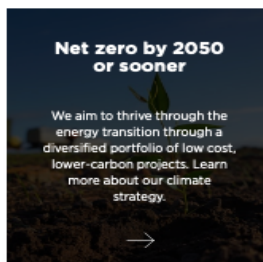 Net zero by 2050
or sooner
We aim to thrive through the
energy transition through a
diversified portfolio of low cost,
lower-carbon projects. Learn
more about our climate
strategy.